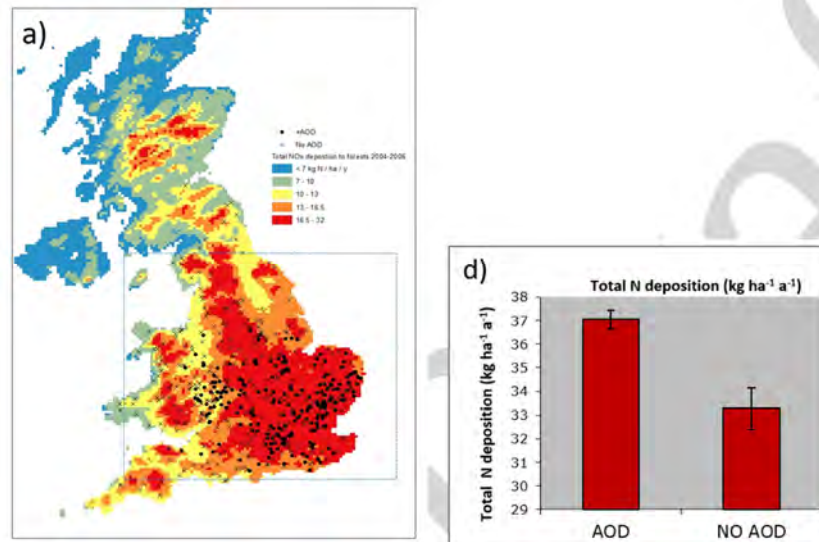 a)
+AOD
No AOD
Total NOx deposition to forests 2004-2006
< 7 kg N / ha / y
7 - 10
10 - 13
13 - 16.5
16.5 - 32
d)
Total N deposition (kg ha⁻¹ a⁻¹)
Total N deposition (kg ha⁻¹ a⁻¹)
38
37
36
35
34
33
32
31
30
29
AOD
NO AOD